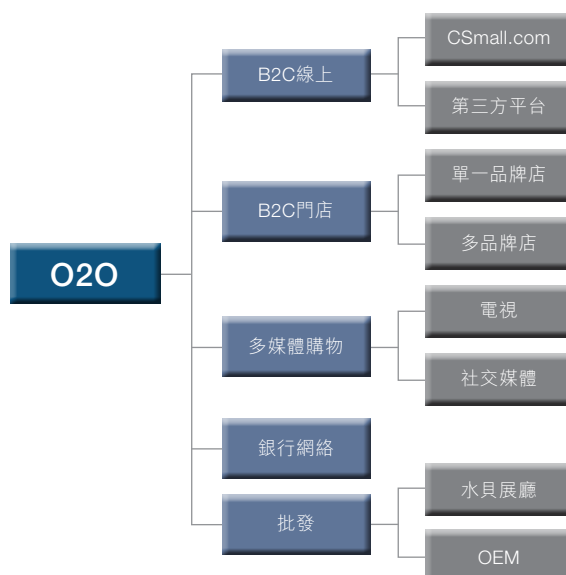 O2O
B2C線上
CSmall.com
第三方平台
B2C門店
單一品牌店
多品牌店
多媒體購物
電視
社交媒體
銀行網絡
批發
水貝展廳
OEM